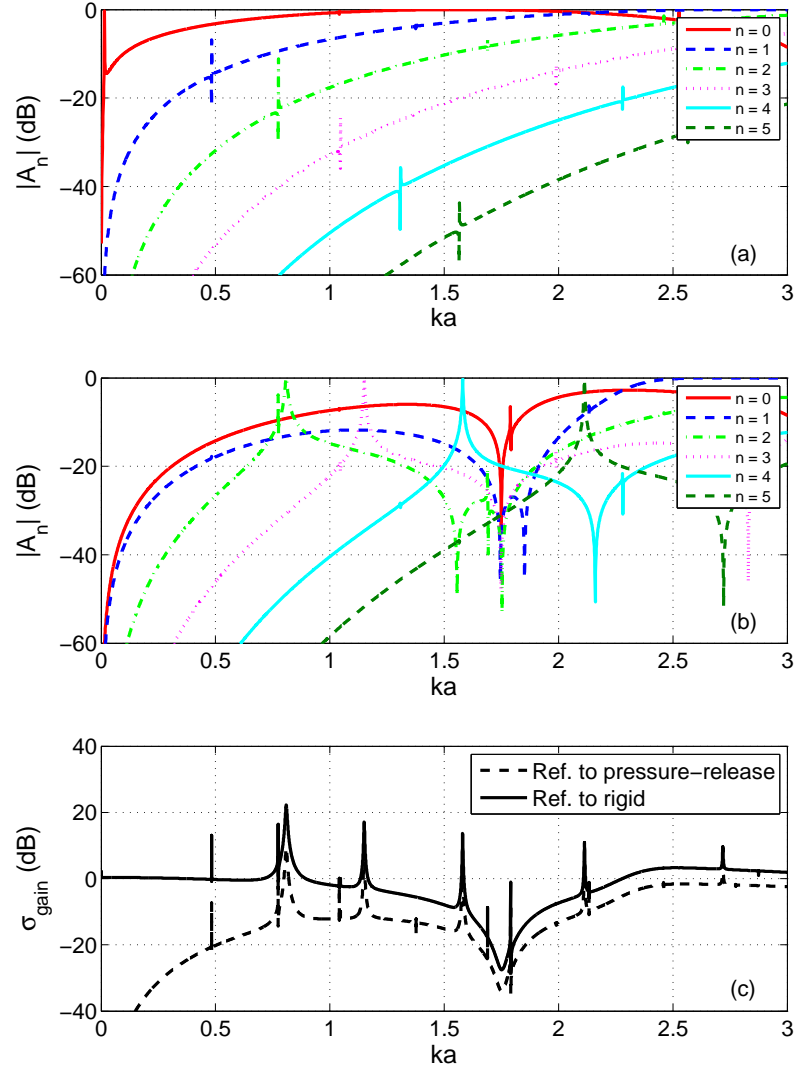 0
−20
−40
−60
|A_n| (dB)
n = 0
n = 1
n = 2
n = 3
n = 4
n = 5
(a)
0 0.5 1 1.5 2 2.5 3
ka
0
−20
−40
−60
|A_n| (dB)
n = 0
n = 1
n = 2
n = 3
n = 4
n = 5
(b)
0 0.5 1 1.5 2 2.5 3
ka
40
20
0
−20
−40
σ_gain (dB)
Ref. to pressure−release
Ref. to rigid
(c)
0 0.5 1 1.5 2 2.5 3
ka